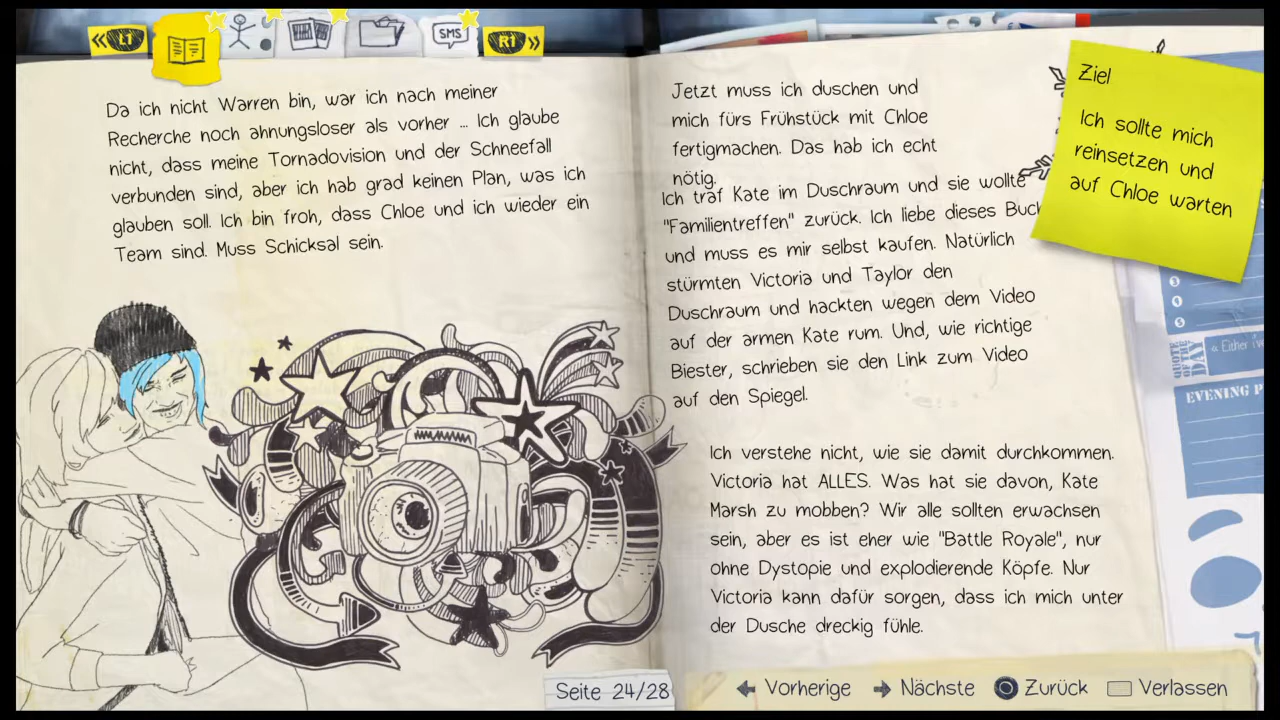 L1
SMS
R1
Da ich nicht Warren bin, war ich nach meiner
Recherche noch ahnungsloser als vorher ... Ich glaube
nicht, dass meine Tornadovision und der Schneefall
verbunden sind, aber ich hab grad keinen Plan, was ich
glauben soll. Ich bin froh, dass Chloe und ich wieder ein
Team sind. Muss Schicksal sein.
Jetzt muss ich duschen und
mich fürs Frühstück mit Chloe
fertigmachen. Das hab ich echt
nötig.
Ich traf Kate im Duschraum und sie wollte
"Familientreffen" zurück. Ich liebe dieses Buch
und muss es mir selbst kaufen. Natürlich
stürmten Victoria und Taylor den
Duschraum und hackten wegen dem Video
auf der armen Kate rum. Und, wie richtige
Biester, schrieben sie den Link zum Video
auf den Spiegel.
Ich verstehe nicht, wie sie damit durchkommen.
Victoria hat ALLES. Was hat sie davon, Kate
Marsh zu mobben? Wir alle sollten erwachsen
sein, aber es ist eher wie "Battle Royale", nur
ohne Dystopie und explodierende Köpfe. Nur
Victoria kann dafür sorgen, dass ich mich unter
der Dusche dreckig fühle.
Ziel
Ich sollte mich
reinsetzen und
auf Chloe warten
3
4
5
QUOTE OF THE DAY
« Either
EVENING P
Seite 24/28
Vorherige
Nächste
Zurück
Verlassen